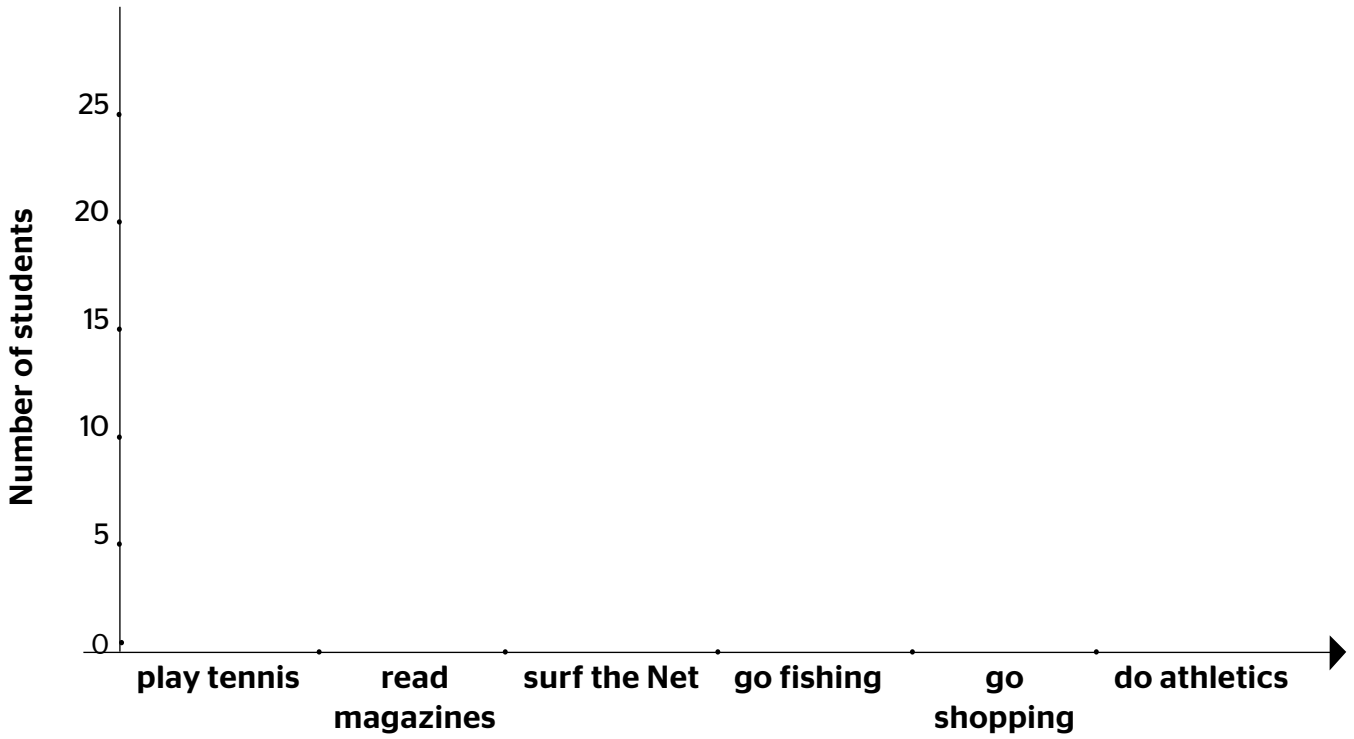 Number of students
25
20
15
10
5
0
play tennis
read
magazines
surf the Net
go fishing
go
shopping
do athletics